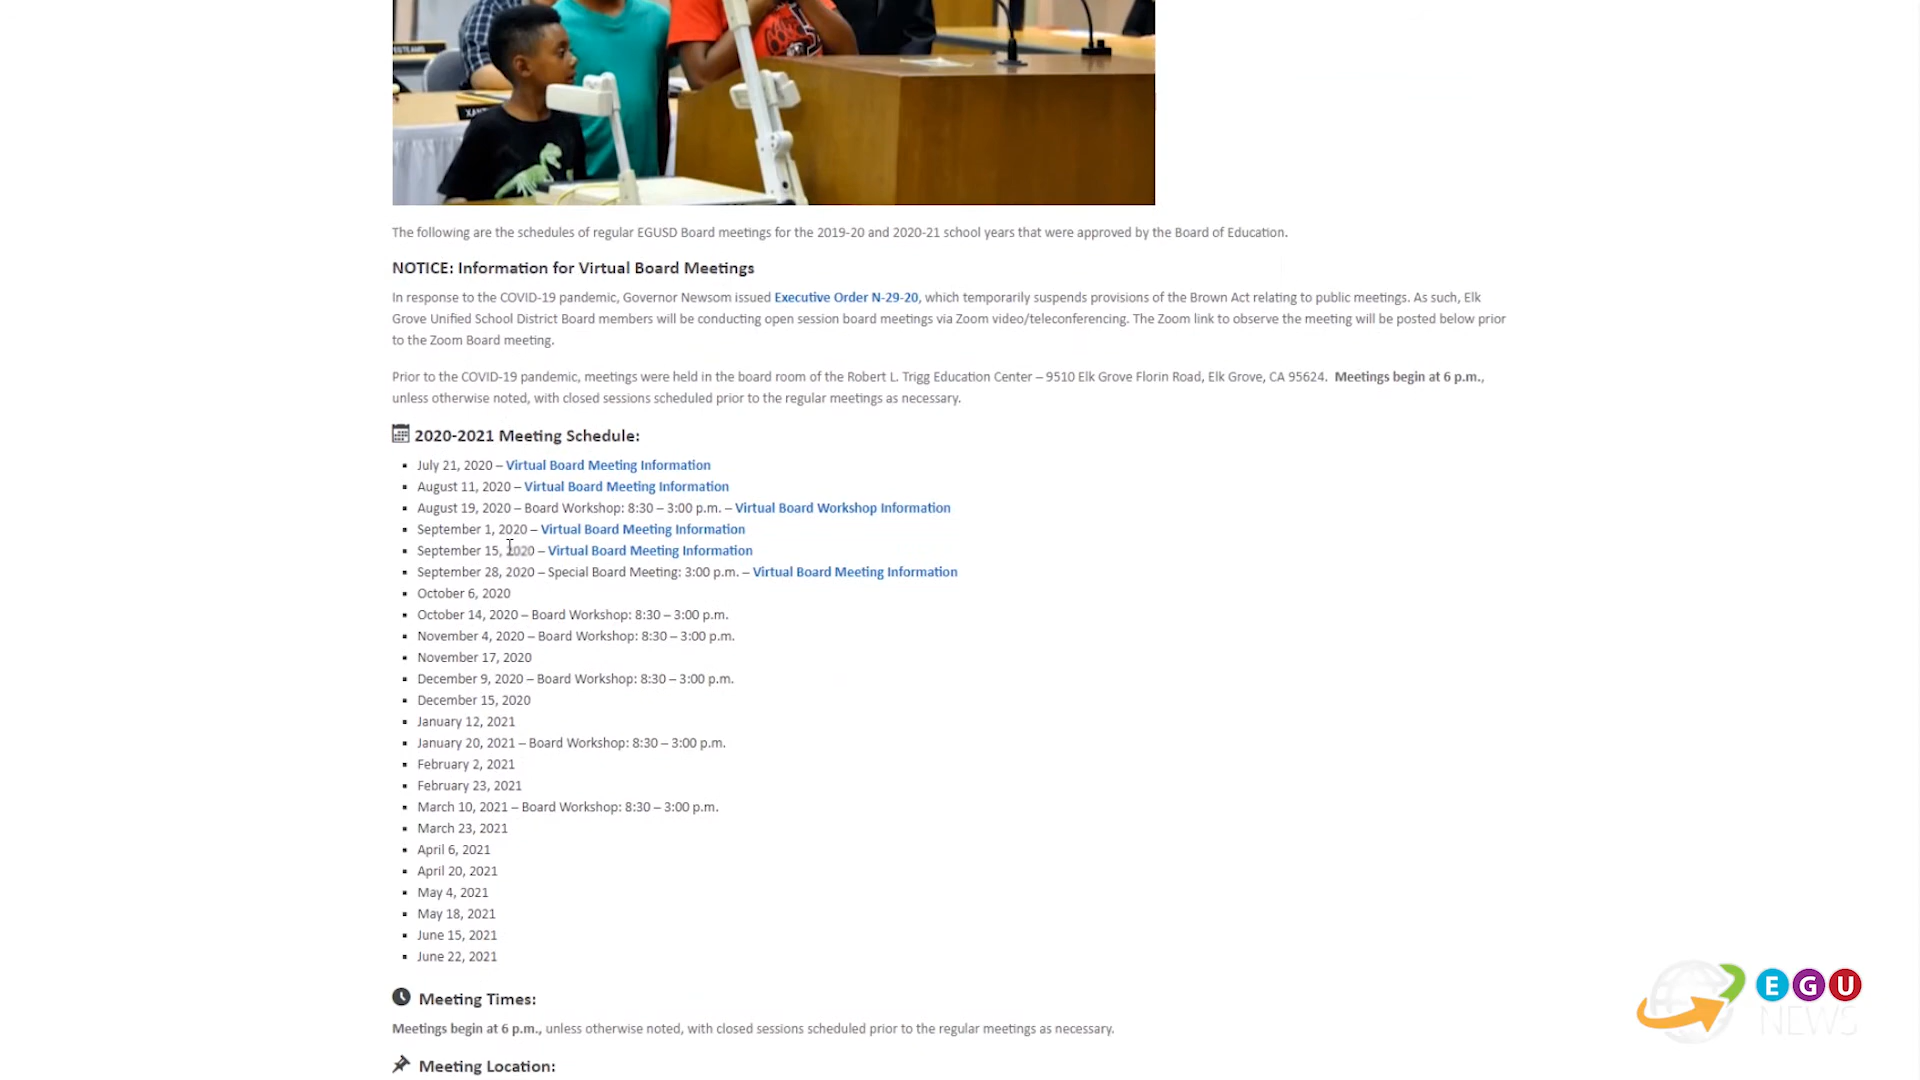 XAN
The following are the schedules of regular EGUSD Board meetings for the 2019-20 and 2020-21 school years that were approved by the Board of Education.
NOTICE: Information for Virtual Board Meetings
In response to the COVID-19 pandemic, Governor Newsom issued Executive Order N-29-20, which temporarily suspends provisions of the Brown Act relating to public meetings. As such, Elk
Grove Unified School District Board members will be conducting open session board meetings via Zoom video/teleconferencing. The Zoom link to observe the meeting will be posted below prior
to the Zoom Board meeting.
Prior to the COVID-19 pandemic, meetings were held in the board room of the Robert L. Trigg Education Center – 9510 Elk Grove Florin Road, Elk Grove, CA 95624. Meetings begin at 6 p.m.,
unless otherwise noted, with closed sessions scheduled prior to the regular meetings as necessary.
2020-2021 Meeting Schedule:
July 21, 2020 – Virtual Board Meeting Information
August 11, 2020 – Virtual Board Meeting Information
August 19, 2020 – Board Workshop: 8:30 – 3:00 p.m. – Virtual Board Workshop Information
September 1, 2020 – Virtual Board Meeting Information
September 15, 2020 – Virtual Board Meeting Information
September 28, 2020 – Special Board Meeting: 3:00 p.m. – Virtual Board Meeting Information
October 6, 2020
October 14, 2020 – Board Workshop: 8:30 – 3:00 p.m.
November 4, 2020 – Board Workshop: 8:30 – 3:00 p.m.
November 17, 2020
December 9, 2020 – Board Workshop: 8:30 – 3:00 p.m.
December 15, 2020
January 12, 2021
January 20, 2021 – Board Workshop: 8:30 – 3:00 p.m.
February 2, 2021
February 23, 2021
March 10, 2021 – Board Workshop: 8:30 – 3:00 p.m.
March 23, 2021
April 6, 2021
April 20, 2021
May 4, 2021
May 18, 2021
June 15, 2021
June 22, 2021
Meeting Times:
Meetings begin at 6 p.m., unless otherwise noted, with closed sessions scheduled prior to the regular meetings as necessary.
Meeting Location:
EGU
NEWS